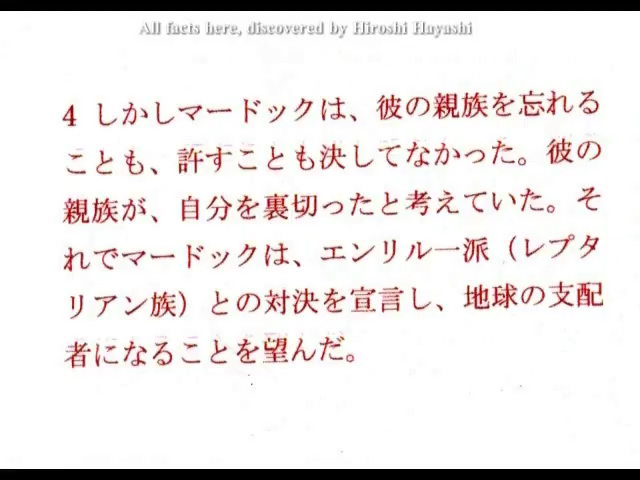 All facts here, discovered by Hiroshi Hayashi
4 しかしマードックは、彼の親族を忘れる
ことも、許すことも決してなかった。彼の
親族が、自分を裏切ったと考えていた。そ
れでマードックは、エンリル一派（レプタ
リアン族）との対決を宣言し、地球の支配
者になることを望んだ。